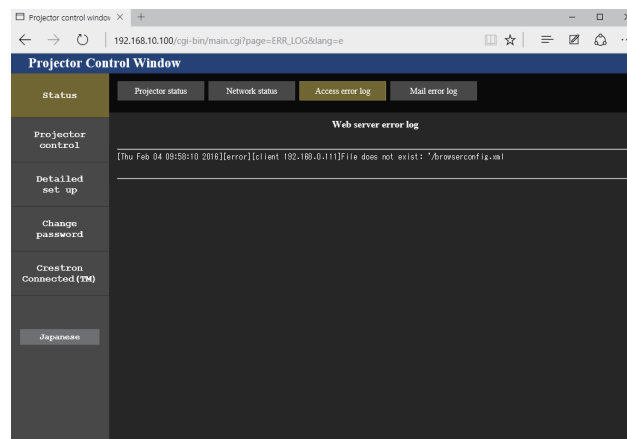 Projector control window
192.168.10.100/cgi-bin/main.cgi?page=ERR_LOG&lang=e
Projector Control Window
Status
Projector status
Network status
Access error log
Mail error log
Web server error log
[Thu Feb 04 09:58:10 2016][error][client 192.168.0.111]File does not exist: "/browserconfig.xml
Projector
control
Detailed
set up
Change
password
Crestron
Connected(TM)
Japanese